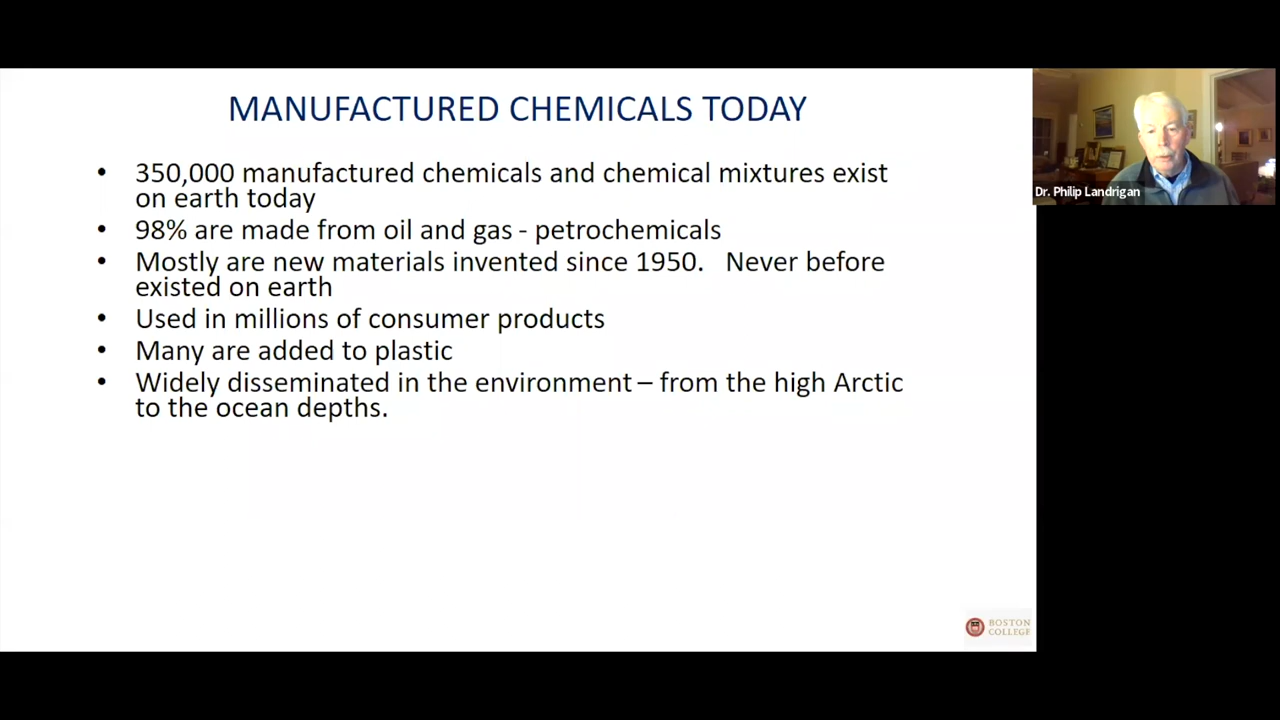 MANUFACTURED CHEMICALS TODAY
• 350,000 manufactured chemicals and chemical mixtures exist
on earth today
• 98% are made from oil and gas - petrochemicals
• Mostly are new materials invented since 1950. Never before
existed on earth
• Used in millions of consumer products
• Many are added to plastic
• Widely disseminated in the environment – from the high Arctic
to the ocean depths.
Dr. Philip Landrigan
BOSTON
COLLEGE